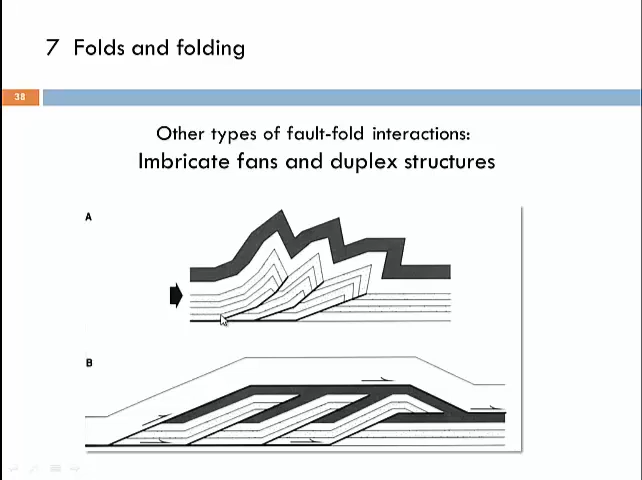 7 Folds and folding
38
Other types of fault-fold interactions:
Imbricate fans and duplex structures
A
B